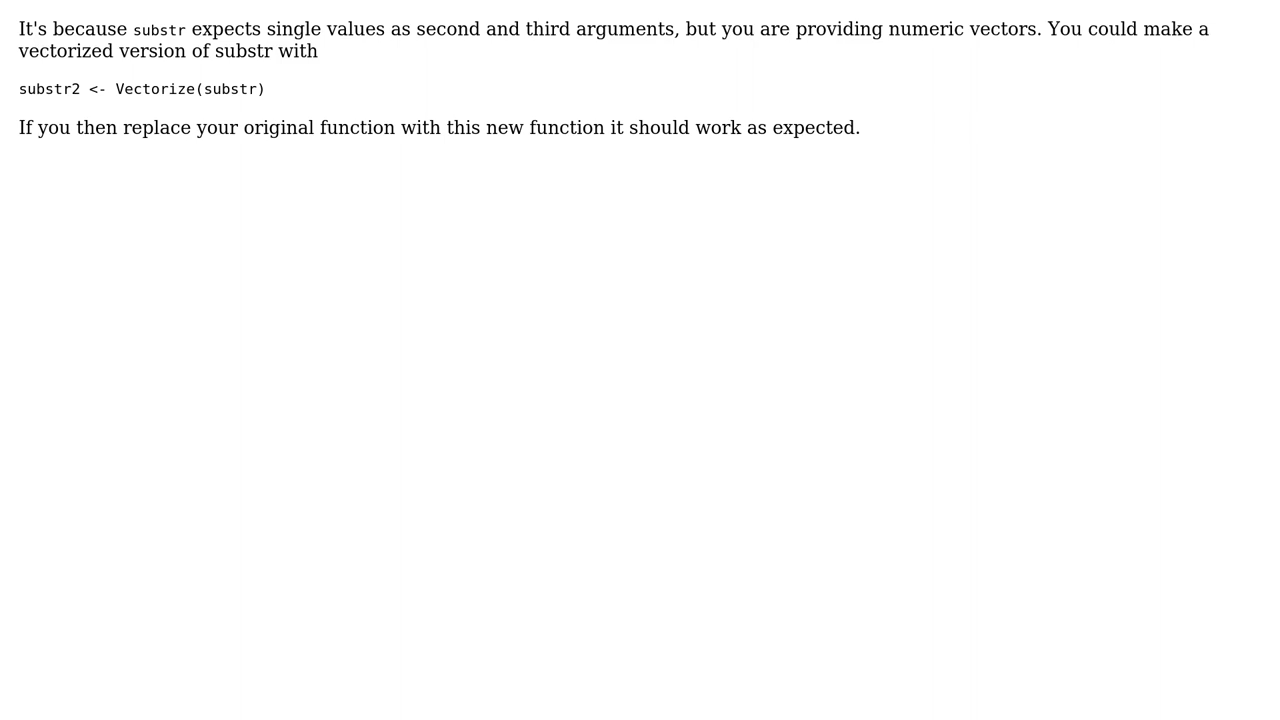 It's because substr expects single values as second and third arguments, but you are providing numeric vectors. You could make a
vectorized version of substr with
substr2 <- Vectorize(substr)
If you then replace your original function with this new function it should work as expected.